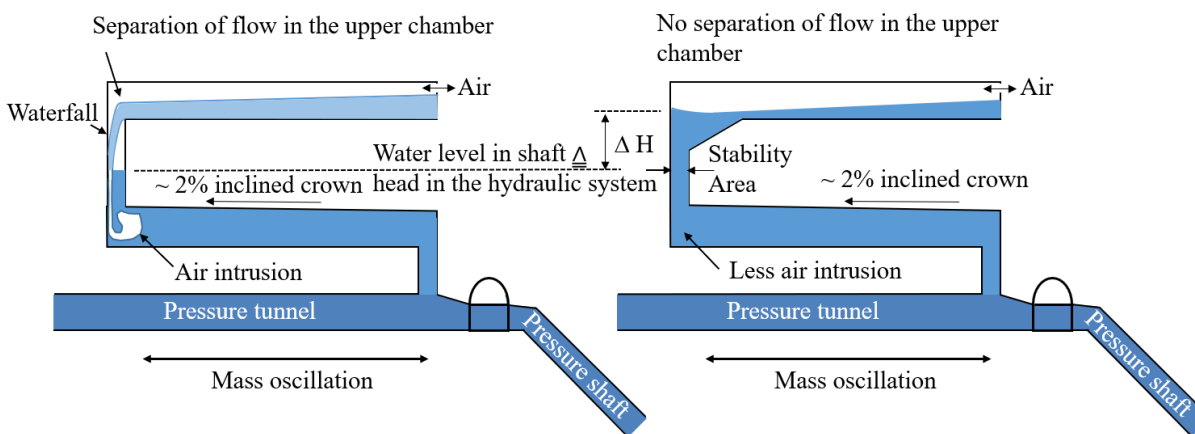 Separation of flow in the upper chamber
Waterfall
Air
~ 2% inclined crown
Air intrusion
Pressure tunnel
Pressure shaft
Mass oscillation
Water level in shaft ≙
head in the hydraulic system
No separation of flow in the upper
chamber
Air
Δ H
Stability
Area
~ 2% inclined crown
Less air intrusion
Pressure tunnel
Pressure shaft
Mass oscillation